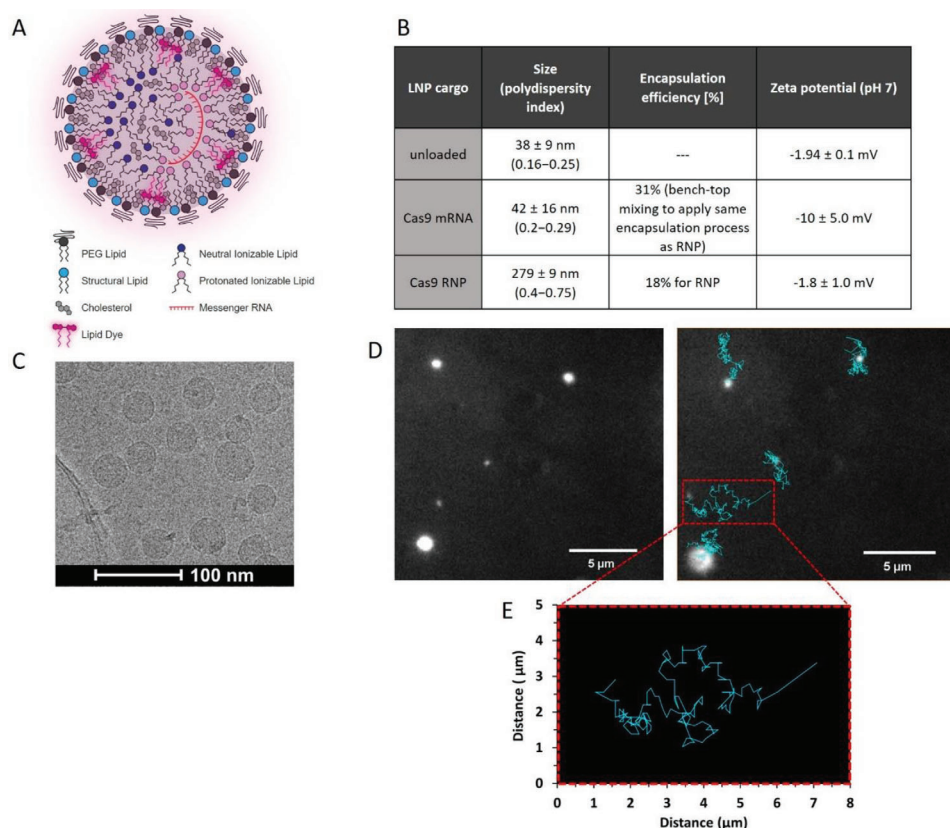 A
PEG Lipid
Structural Lipid
Cholesterol
Lipid Dye
Neutral Ionizable Lipid
Protonated Ionizable Lipid
Messenger RNA
B
LNP cargo
Size
(polydispersity
index)
Encapsulation
efficiency [%]
Zeta potential (pH 7)
unloaded
38 ± 9 nm
(0.16–0.25)
---
-1.94 ± 0.1 mV
Cas9 mRNA
42 ± 16 nm
(0.2–0.29)
31% (bench-top
mixing to apply same
encapsulation process
as RNP)
-10 ± 5.0 mV
Cas9 RNP
279 ± 9 nm
(0.4–0.75)
18% for RNP
-1.8 ± 1.0 mV
C
100 nm
D
5 µm
5 µm
E
5
4
3
2
1
0
Distance ( µm)
0 1 2 3 4 5 6 7 8
Distance (µm)